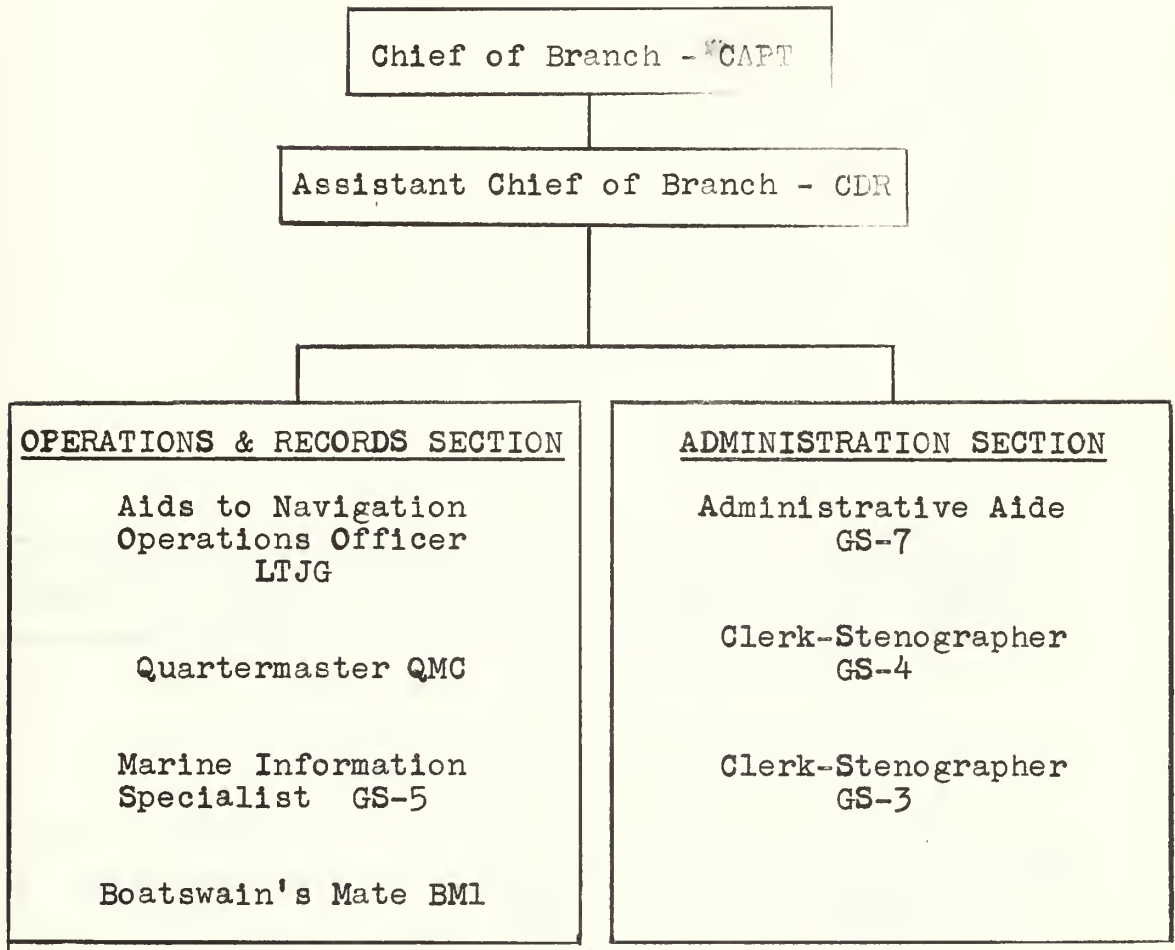 Chief of Branch - CAPT
Assistant Chief of Branch - CDR
OPERATIONS & RECORDS SECTION
Aids to Navigation
Operations Officer
LTJG
Quartermaster QMC
Marine Information
Specialist GS-5
Boatswain's Mate BM1
ADMINISTRATION SECTION
Administrative Aide
GS-7
Clerk-Stenographer
GS-4
Clerk-Stenographer
GS-3